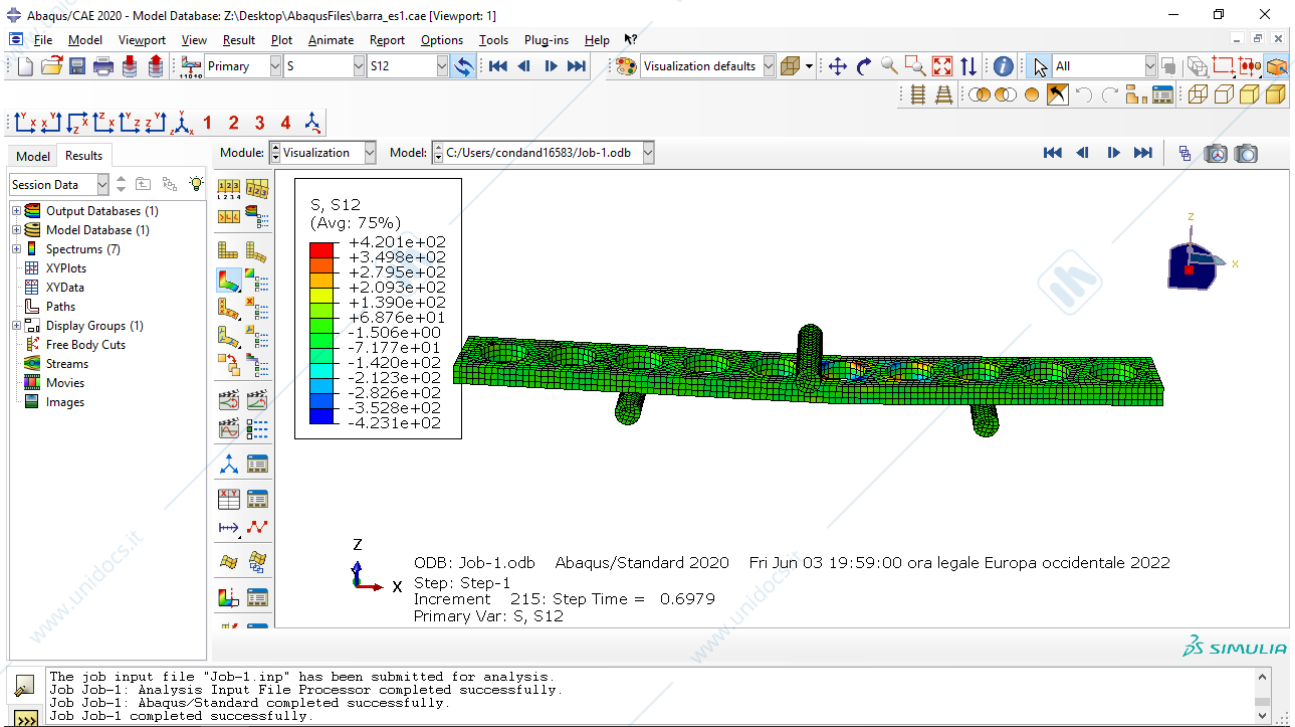 Abaqus/CAE 2020 - Model Database: Z:\Desktop\AbaqusFiles\barra_es1.cae [Viewport: 1]
File Model Viewport View Result Plot Animate Report Options Tools Plug-ins Help
Primary S S12 Visualization defaults All
1 2 3 4
Model Results Module: Visualization Model: C:/Users/condand16583/Job-1.odb
Session Data
Output Databases (1)
Model Database (1)
Spectrums (7)
XYPlots
XYData
Paths
Display Groups (1)
Free Body Cuts
Streams
Movies
Images
S, S12
(Avg: 75%)
+4.201e+02
+3.498e+02
+2.795e+02
+2.093e+02
+1.390e+02
+6.876e+01
-1.506e+00
-7.177e+01
-1.420e+02
-2.123e+02
-2.826e+02
-3.528e+02
-4.231e+02
Z
X
Z
Y
X
ODB: Job-1.odb Abaqus/Standard 2020 Fri Jun 03 19:59:00 ora legale Europa occidentale 2022
Step: Step-1
Increment 215: Step Time = 0.6979
Primary Var: S, S12
SIMULIA
The job input file "Job-1.inp" has been submitted for analysis.
Job Job-1: Analysis Input File Processor completed successfully.
Job Job-1: Abaqus/Standard completed successfully.
Job Job-1 completed successfully.
>>>
www.unidocs.it
www.unidocs.it